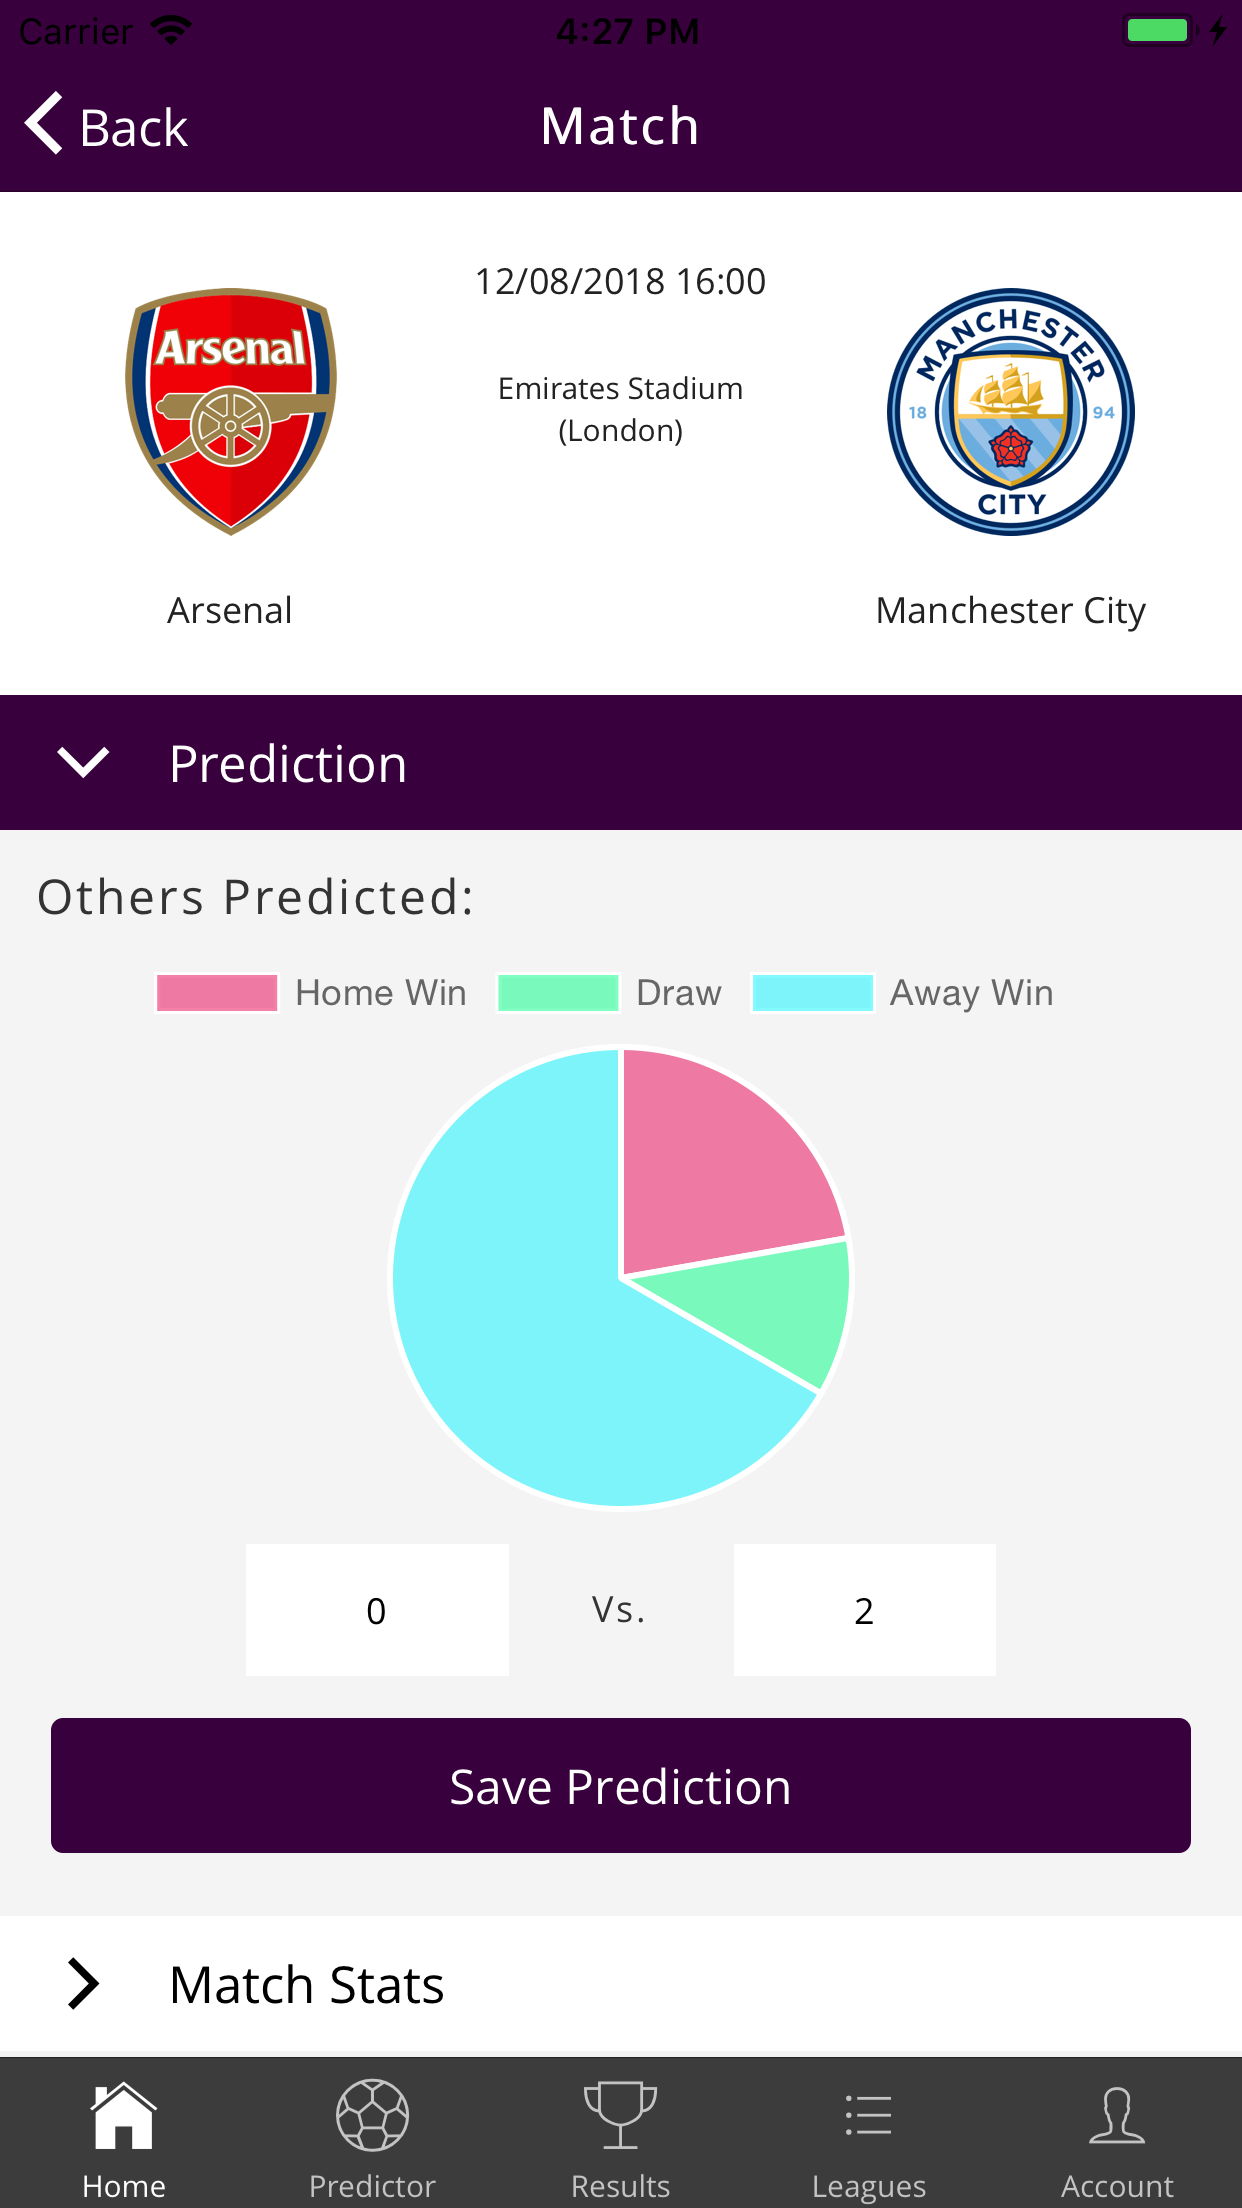 Carrier
4:27 PM
Back
Match
12/08/2018 16:00
Arsenal
MANCHESTER
18
94
CITY
Emirates Stadium
(London)
Arsenal
Manchester City
Prediction
Others Predicted:
Home Win
Draw
Away Win
0
Vs.
2
Save Prediction
Match Stats
Home
Predictor
Results
Leagues
Account